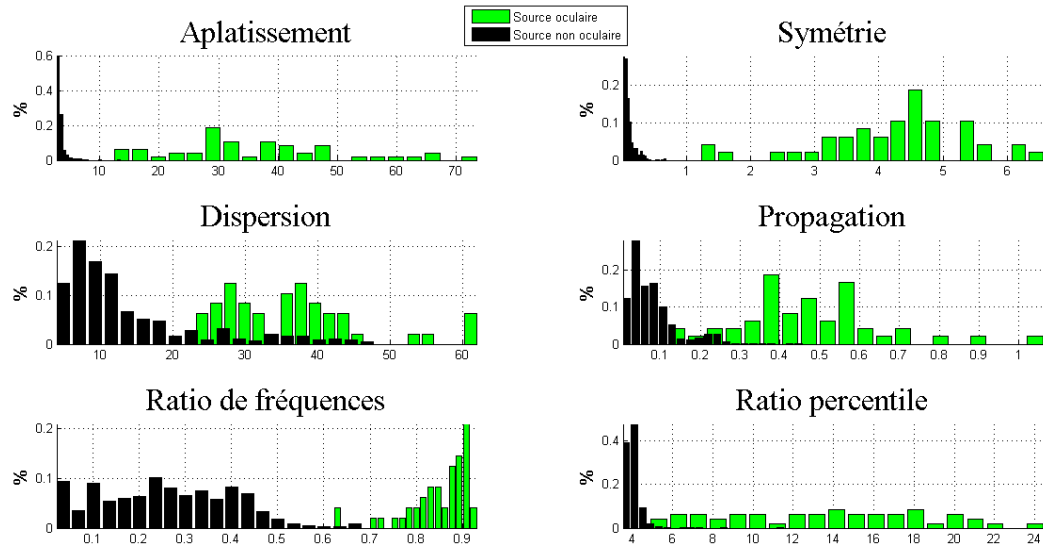 Source oculaire
Source non oculaire
Aplatissement
Symétrie
%
0.6
0.4
0.2
0
10 20 30 40 50 60 70
%
0.2
0.1
0
1 2 3 4 5 6
Dispersion
Propagation
%
0.2
0.1
0
10 20 30 40 50 60
%
0.2
0.1
0
0.1 0.2 0.3 0.4 0.5 0.6 0.7 0.8 0.9 1
Ratio de fréquences
Ratio percentile
%
0.2
0.1
0
0.1 0.2 0.3 0.4 0.5 0.6 0.7 0.8 0.9
%
0.4
0.2
0
4 6 8 10 12 14 16 18 20 22 24